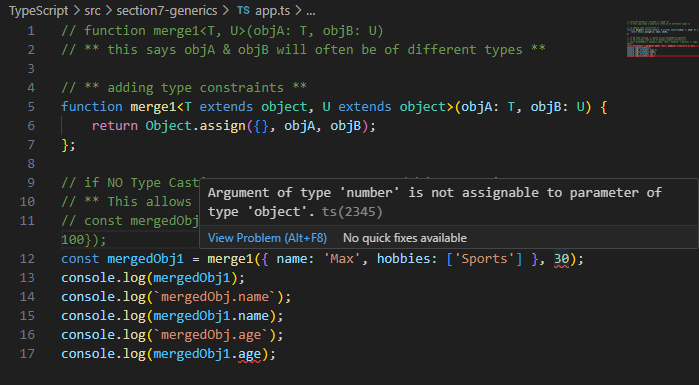 TypeScript > src > section7-generics > TS app.ts > ...
1 // function merge1<T, U>(objA: T, objB: U)
2 // ** this says objA & objB will often be of different types **
3
4 // ** adding type constraints **
5 function merge1<T extends object, U extends object>(objA: T, objB: U) {
6 return Object.assign({}, objA, objB);
7 };
8
9 // if NO Type Cast
10 // ** This allows
11 // const mergedObj
100});
Argument of type 'number' is not assignable to parameter of
type 'object'. ts(2345)
View Problem (Alt+F8) No quick fixes available
12 const mergedObj1 = merge1({ name: 'Max', hobbies: ['Sports'] }, 30);
13 console.log(mergedObj1);
14 console.log(`mergedObj.name`);
15 console.log(mergedObj1.name);
16 console.log(`mergedObj.age`);
17 console.log(mergedObj1.age);